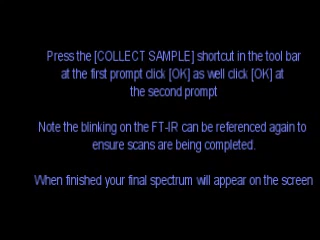 Press the [COLLECT SAMPLE] shortcut in the tool bar
at the first prompt click [OK] as well click [OK] at
the second prompt
Note the blinking on the FT-IR can be referenced again to
ensure scans are being completed.
When finished your final spectrum will appear on the screen